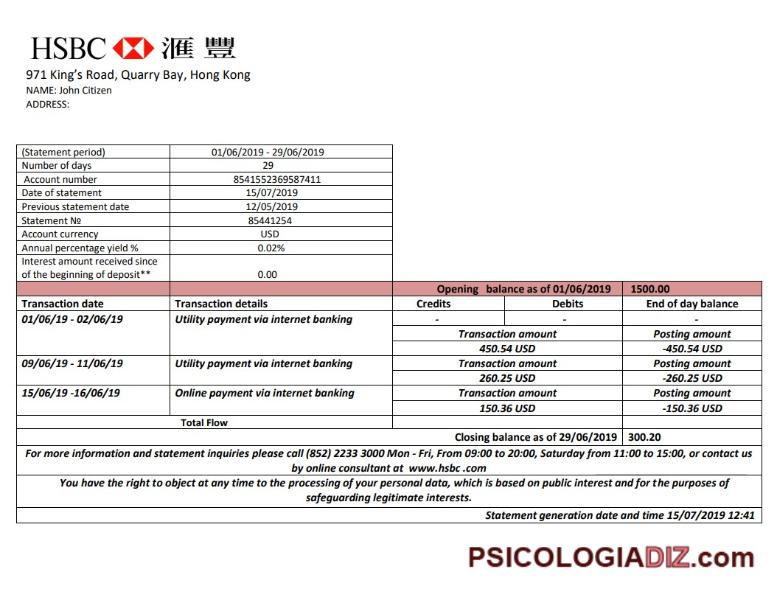 HSBC 滙 豐
971 King's Road, Quarry Bay, Hong Kong
NAME: John Citizen
ADDRESS:
(Statement period) 01/06/2019 - 29/06/2019
Number of days 29
Account number 8541552369587411
Date of statement 15/07/2019
Previous statement date 12/05/2019
Statement № 85441254
Account currency USD
Annual percentage yield % 0.02%
Interest amount received since
of the beginning of deposit** 0.00
Opening balance as of 01/06/2019 1500.00
Transaction date Transaction details Credits Debits End of day balance
01/06/19 - 02/06/19 Utility payment via internet banking - - -
Transaction amount Posting amount
450.54 USD -450.54 USD
09/06/19 - 11/06/19 Utility payment via internet banking Transaction amount Posting amount
260.25 USD -260.25 USD
15/06/19 -16/06/19 Online payment via internet banking Transaction amount Posting amount
150.36 USD -150.36 USD
Total Flow
Closing balance as of 29/06/2019 300.20
For more information and statement inquiries please call (852) 2233 3000 Mon - Fri, From 09:00 to 20:00, Saturday from 11:00 to 15:00, or contact us
by online consultant at www.hsbc .com
You have the right to object at any time to the processing of your personal data, which is based on public interest and for the purposes of
safeguarding legitimate interests.
Statement generation date and time 15/07/2019 12:41
PSICOLOGIADIZ.com